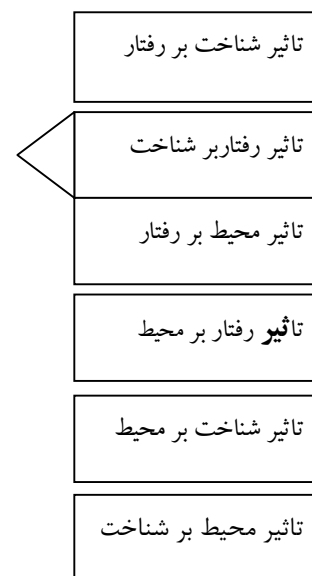 تاثیر شناخت بر رفتار
تاثیر رفتاربر شناخت
تاثیر محیط بر رفتار
تاثیر رفتار بر محیط
تاثیر شناخت بر محیط
تاثیر محیط بر شناخت